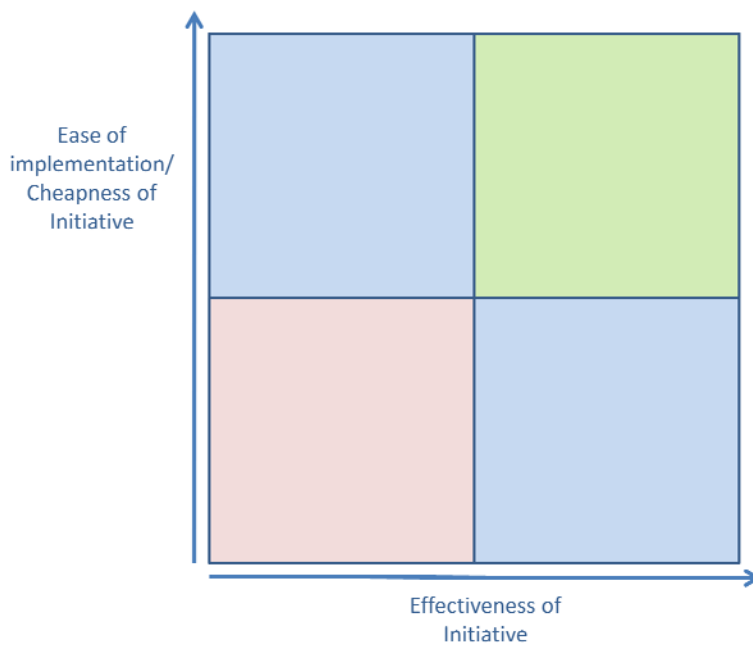 Ease of
implementation/
Cheapness of
Initiative
Effectiveness of
Initiative